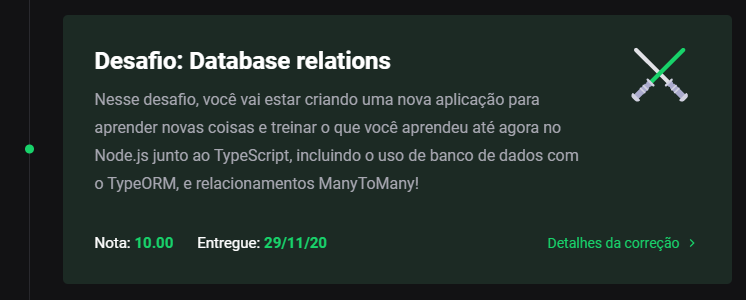 Desafio: Database relations
Nesse desafio, você vai estar criando uma nova aplicação para
aprender novas coisas e treinar o que você aprendeu até agora no
Node.js junto ao TypeScript, incluindo o uso de banco de dados com
o TypeORM, e relacionamentos ManyToMany!
Nota: 10.00 Entregue: 29/11/20 Detalhes da correção >